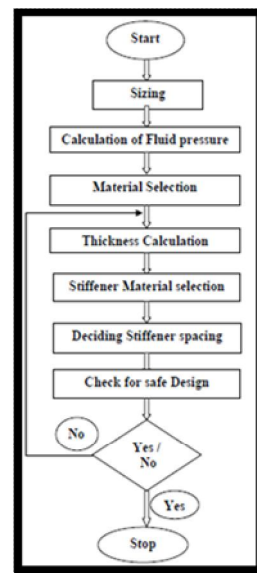 Start
Sizing
Calculation of Fluid pressure
Material Selection
Thickness Calculation
Stiffener Material selection
Deciding Stiffener spacing
Check for safe Design
No
Yes /
No
Yes
Stop